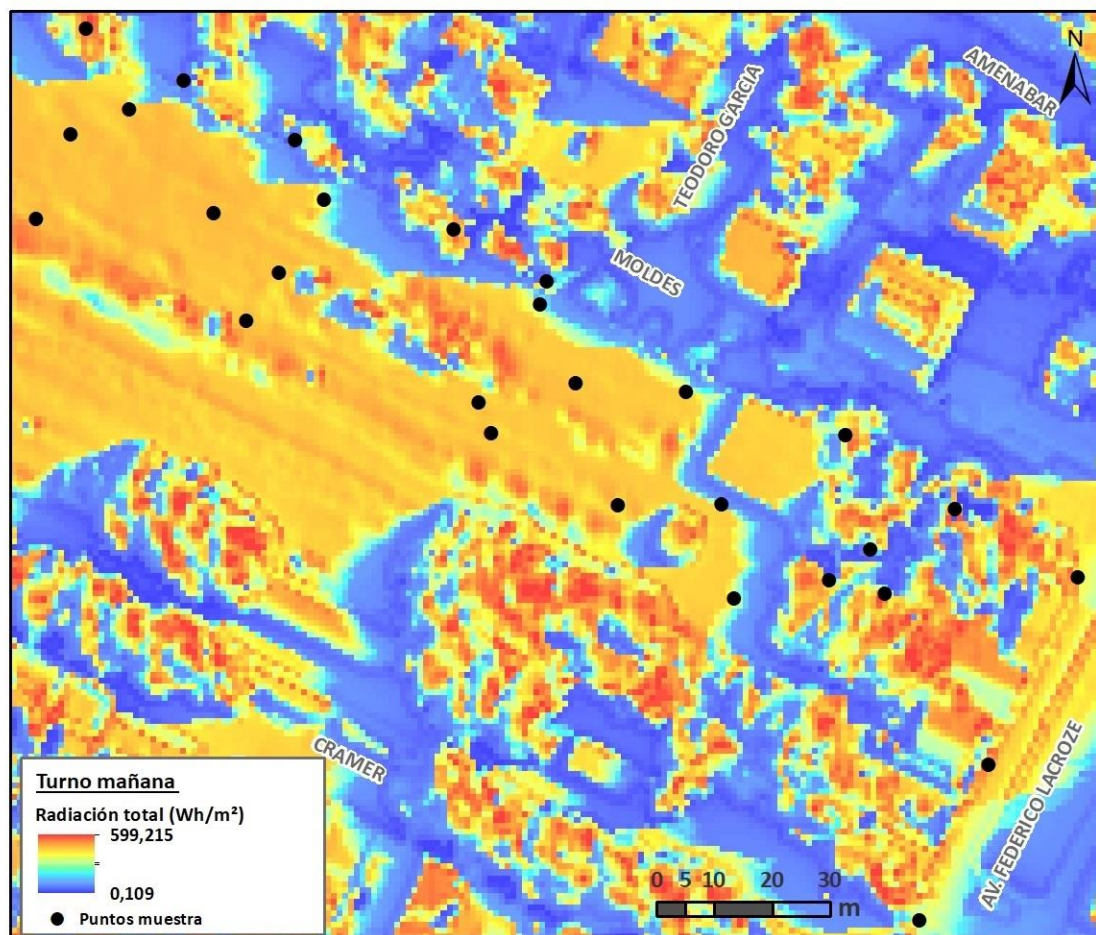 N
AMENABAR
TEODORO GARCIA
MOLDES
CRAMER
AV. FEDERICO LACROZE
Turno mañana
Radiación total (Wh/m²)
599,215
0,109
Puntos muestra
0 5 10 20 30
m